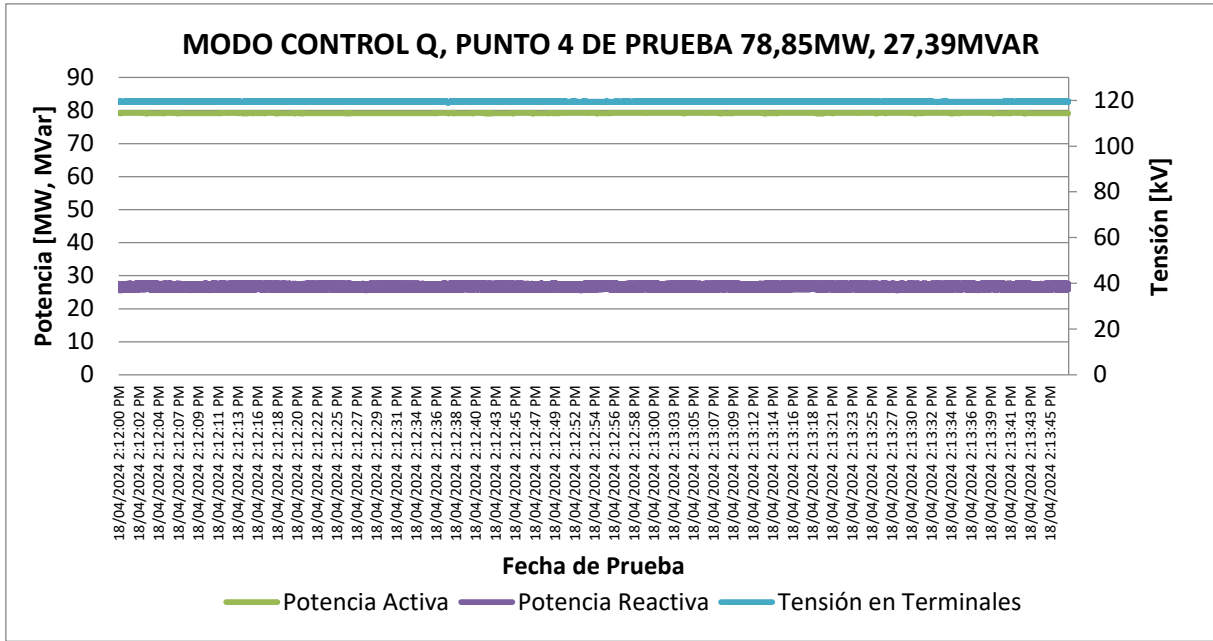 MODO CONTROL Q, PUNTO 4 DE PRUEBA 78,85MW, 27,39MVAR
Potencia [MW, MVar]
90
80
70
60
50
40
30
20
10
0
120
100
80
60
40
20
0
Tensión [kV]
18/04/2024 2:12:00 PM
18/04/2024 2:12:02 PM
18/04/2024 2:12:04 PM
18/04/2024 2:12:07 PM
18/04/2024 2:12:09 PM
18/04/2024 2:12:11 PM
18/04/2024 2:12:13 PM
18/04/2024 2:12:16 PM
18/04/2024 2:12:18 PM
18/04/2024 2:12:20 PM
18/04/2024 2:12:22 PM
18/04/2024 2:12:25 PM
18/04/2024 2:12:27 PM
18/04/2024 2:12:29 PM
18/04/2024 2:12:31 PM
18/04/2024 2:12:34 PM
18/04/2024 2:12:36 PM
18/04/2024 2:12:38 PM
18/04/2024 2:12:40 PM
18/04/2024 2:12:43 PM
18/04/2024 2:12:45 PM
18/04/2024 2:12:47 PM
18/04/2024 2:12:49 PM
18/04/2024 2:12:52 PM
18/04/2024 2:12:54 PM
18/04/2024 2:12:56 PM
18/04/2024 2:12:58 PM
18/04/2024 2:13:00 PM
18/04/2024 2:13:03 PM
18/04/2024 2:13:05 PM
18/04/2024 2:13:07 PM
18/04/2024 2:13:09 PM
18/04/2024 2:13:12 PM
18/04/2024 2:13:14 PM
18/04/2024 2:13:16 PM
18/04/2024 2:13:18 PM
18/04/2024 2:13:21 PM
18/04/2024 2:13:23 PM
18/04/2024 2:13:25 PM
18/04/2024 2:13:27 PM
18/04/2024 2:13:30 PM
18/04/2024 2:13:32 PM
18/04/2024 2:13:34 PM
18/04/2024 2:13:36 PM
18/04/2024 2:13:39 PM
18/04/2024 2:13:41 PM
18/04/2024 2:13:43 PM
18/04/2024 2:13:45 PM
Fecha de Prueba
Potencia Activa
Potencia Reactiva
Tensión en Terminales